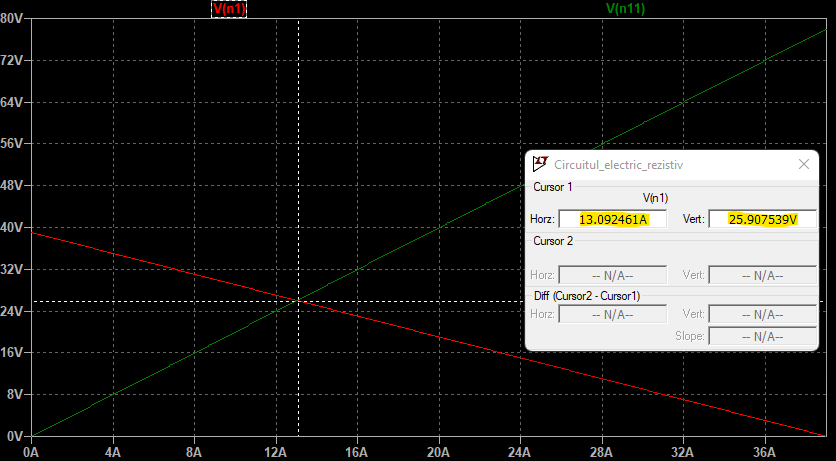 V(n1) V(n11)
80V
72V
64V
56V
48V
40V
32V
24V
16V
8V
0V
0A 4A 8A 12A 16A 20A 24A 28A 32A 36A
Circuitul_electric_rezistiv
Cursor 1
V(n1)
Horz: 13.092461A Vert: 25.907539V
Cursor 2
Horz: -- N/A-- Vert: -- N/A--
Diff (Cursor2 - Cursor1)
Horz: -- N/A-- Vert: -- N/A--
Slope: -- N/A--